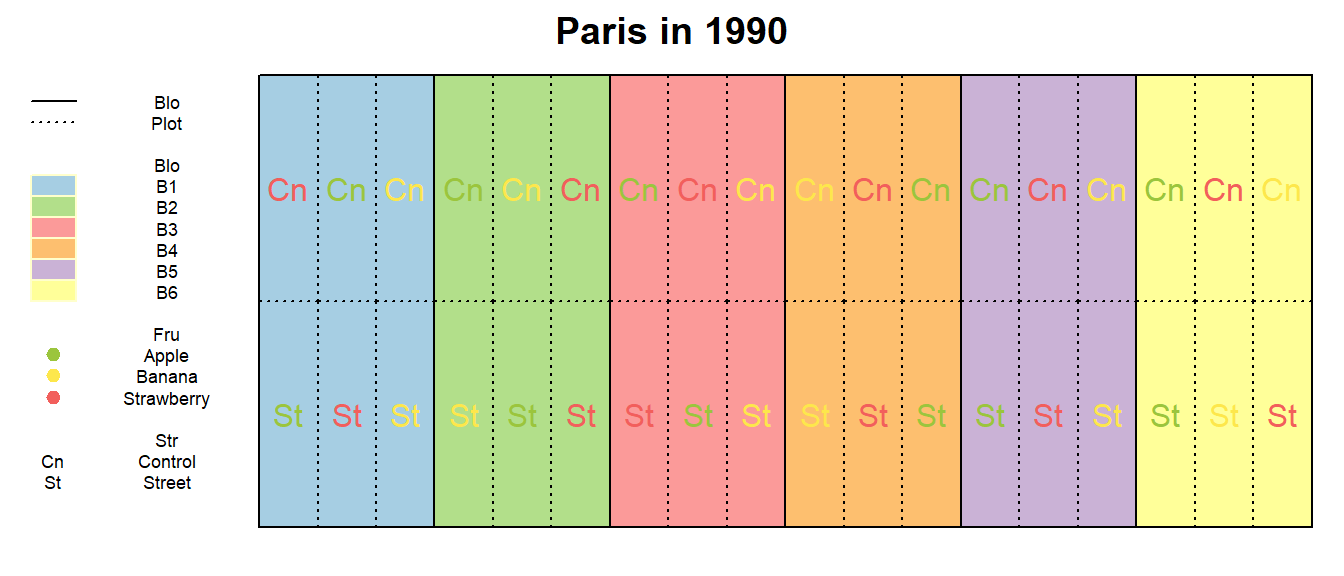 Paris in 1990
Blo
Plot
Blo
B1
B2
B3
B4
B5
B6
Fru
Apple
Banana
Strawberry
Str
Cn Control
St Street
Cn Cn Cn Cn Cn Cn Cn Cn Cn Cn Cn Cn Cn Cn Cn Cn Cn Cn
St St St St St St St St St St St St St St St St St St